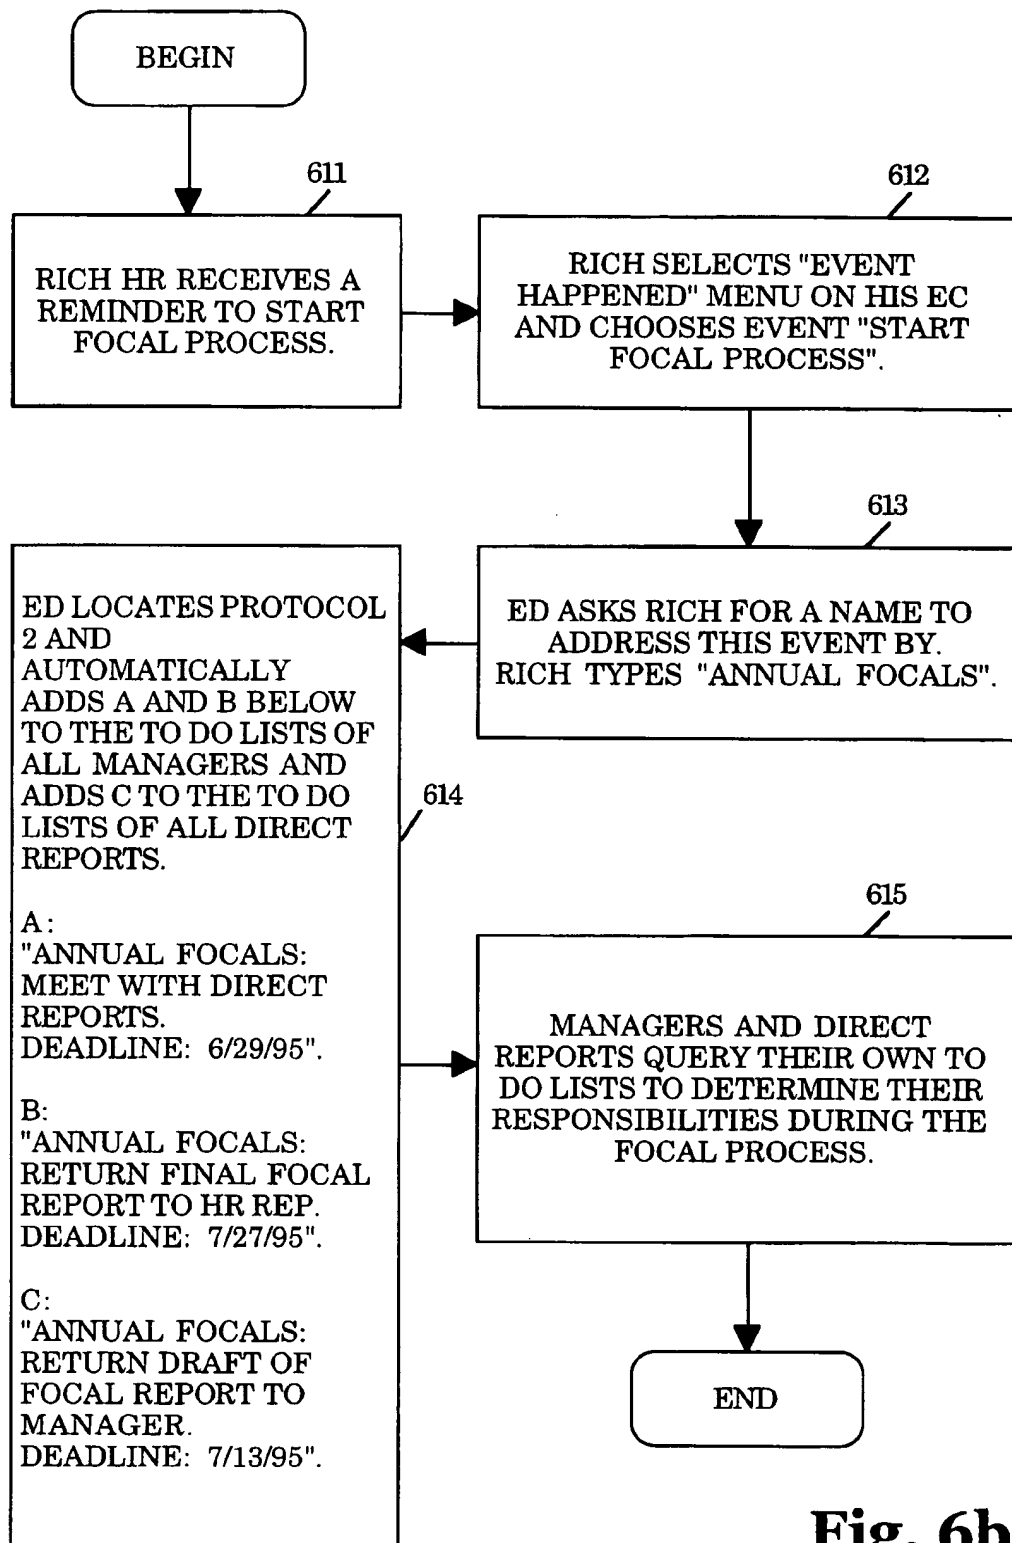 BEGIN
611
RICH HR RECEIVES A
REMINDER TO START
FOCAL PROCESS.
612
RICH SELECTS "EVENT
HAPPENED" MENU ON HIS EC
AND CHOOSES EVENT "START
FOCAL PROCESS".
613
ED ASKS RICH FOR A NAME TO
ADDRESS THIS EVENT BY.
RICH TYPES "ANNUAL FOCALS".
614
ED LOCATES PROTOCOL
2 AND
AUTOMATICALLY
ADDS A AND B BELOW
TO THE TO DO LISTS OF
ALL MANAGERS AND
ADDS C TO THE TO DO
LISTS OF ALL DIRECT
REPORTS.
A:
"ANNUAL FOCALS:
MEET WITH DIRECT
REPORTS.
DEADLINE: 6/29/95".
B:
"ANNUAL FOCALS:
RETURN FINAL FOCAL
REPORT TO HR REP.
DEADLINE: 7/27/95".
C:
"ANNUAL FOCALS:
RETURN DRAFT OF
FOCAL REPORT TO
MANAGER.
DEADLINE: 7/13/95".
615
MANAGERS AND DIRECT
REPORTS QUERY THEIR OWN TO
DO LISTS TO DETERMINE THEIR
RESPONSIBILITIES DURING THE
FOCAL PROCESS.
END
Fig. 6b